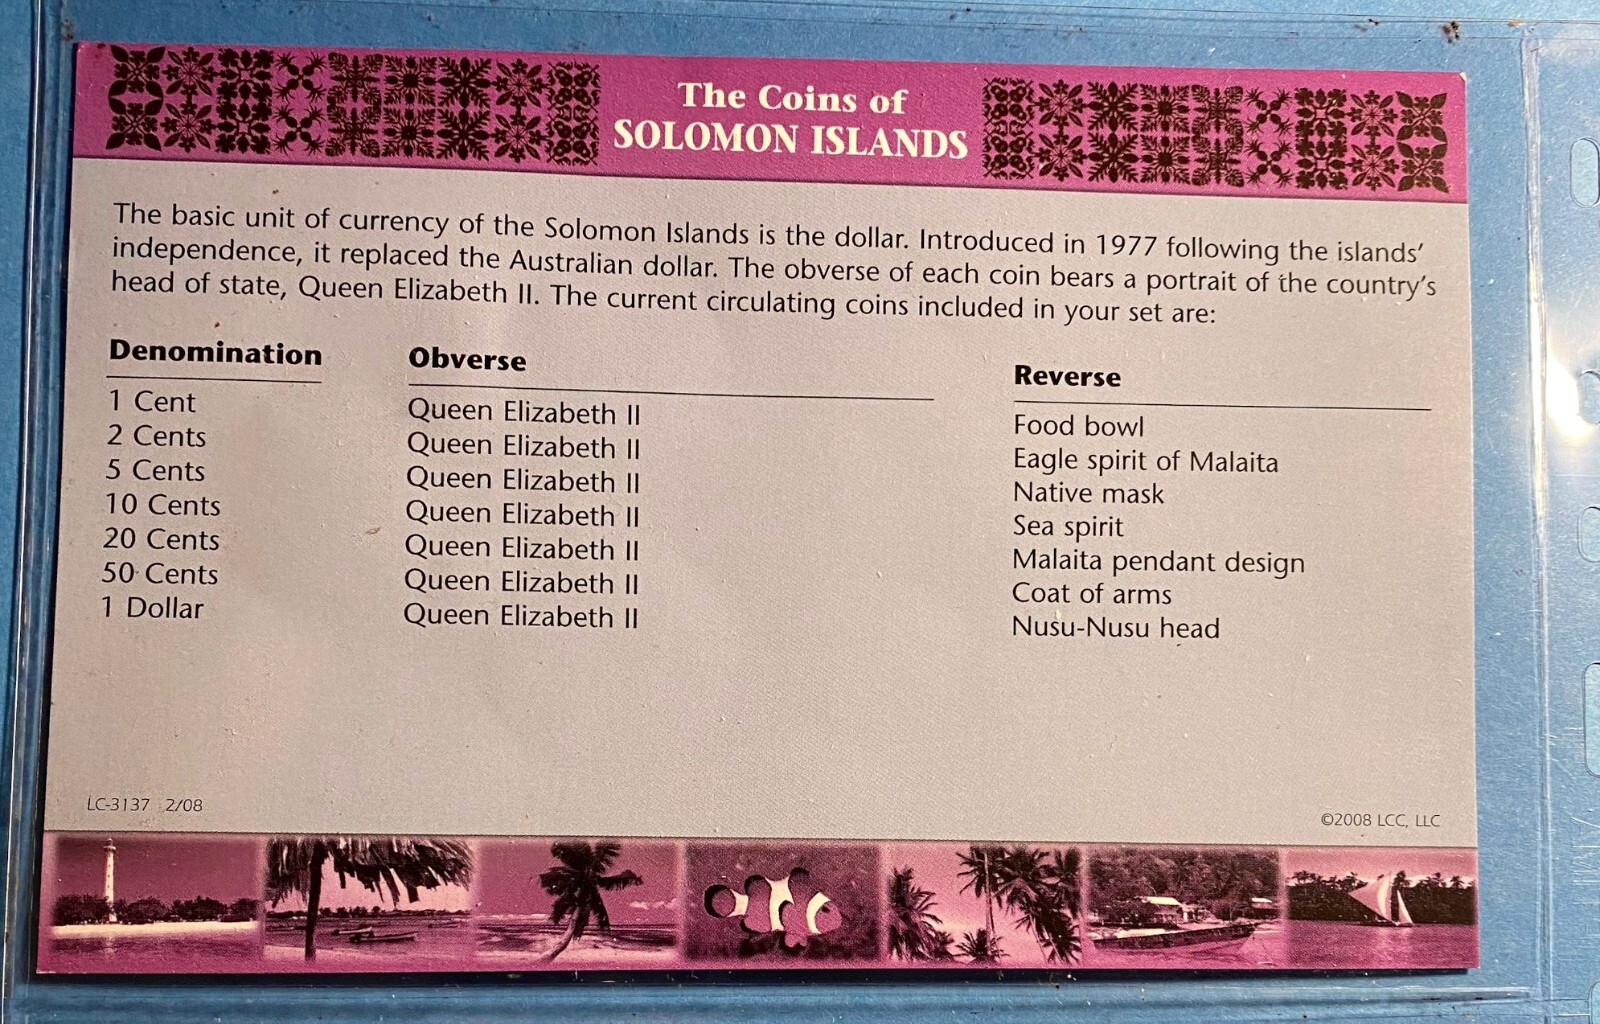 The Coins of
SOLOMON ISLANDS
The basic unit of currency of the Solomon Islands is the dollar. Introduced in 1977 following the islands'
independence, it replaced the Australian dollar. The obverse of each coin bears a portrait of the country's
head of state, Queen Elizabeth II. The current circulating coins included in your set are:
Denomination Obverse Reverse
1 Cent Queen Elizabeth II Food bowl
2 Cents Queen Elizabeth II Eagle spirit of Malaita
5 Cents Queen Elizabeth II Native mask
10 Cents Queen Elizabeth II Sea spirit
20 Cents Queen Elizabeth II Malaita pendant design
50 Cents Queen Elizabeth II Coat of arms
1 Dollar Queen Elizabeth II Nusu-Nusu head
LC-3137 2/08 ©2008 LCC, LLC